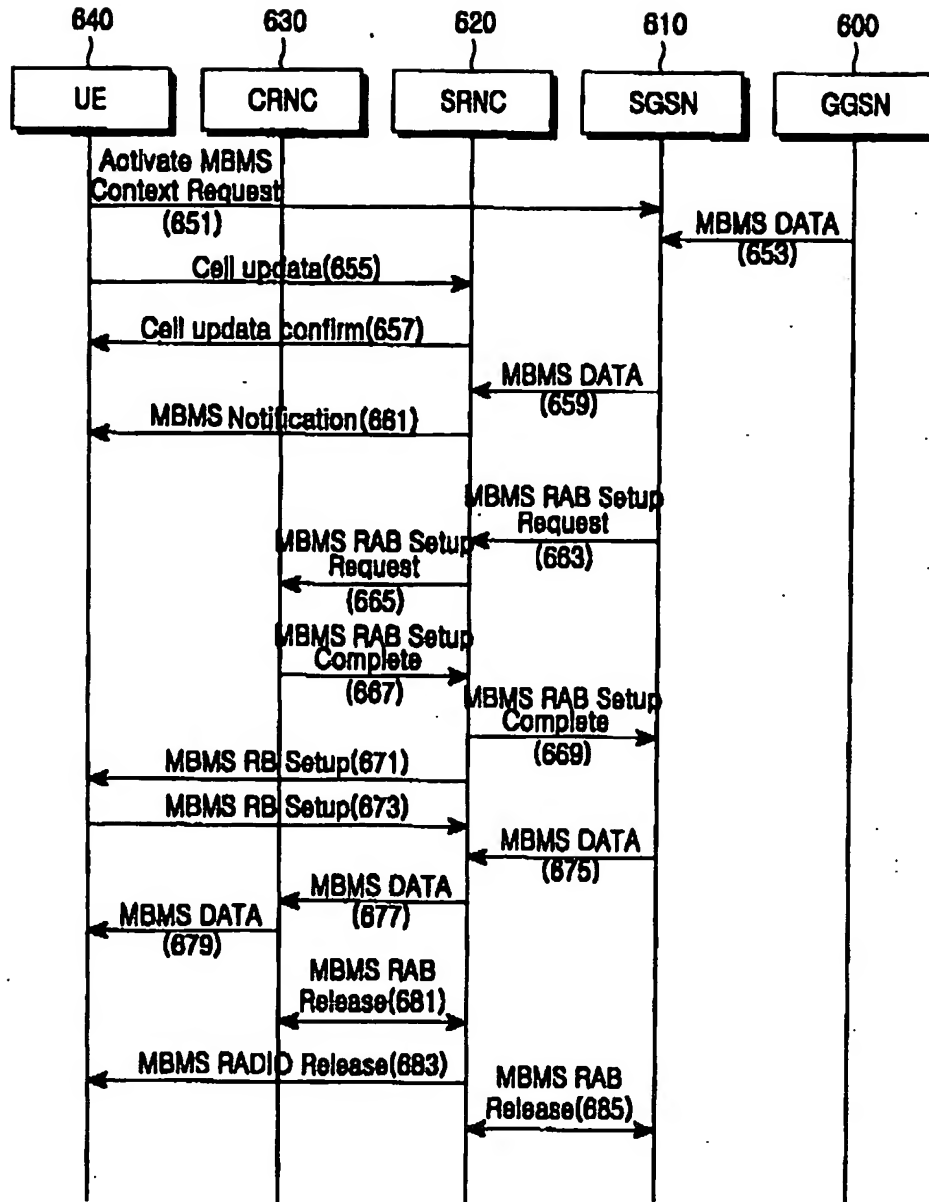 640 630 620 610 600
UE CRNC SRNC SGSN GGSN
Activate MBMS
Context Request
(651)
MBMS DATA
(653)
Cell updata(655)
Cell updata confirm(657)
MBMS DATA
(659)
MBMS Notification(661)
MBMS RAB Setup
Request
(663)
MBMS RAB Setup
Request
(665)
MBMS RAB Setup
Complete
(667)
MBMS RAB Setup
Complete
(669)
MBMS RB Setup(671)
MBMS RB Setup(673)
MBMS DATA
(675)
MBMS DATA
(677)
MBMS DATA
(679)
MBMS RAB
Release(681)
MBMS RADIO Release(683)
MBMS RAB
Release(685)